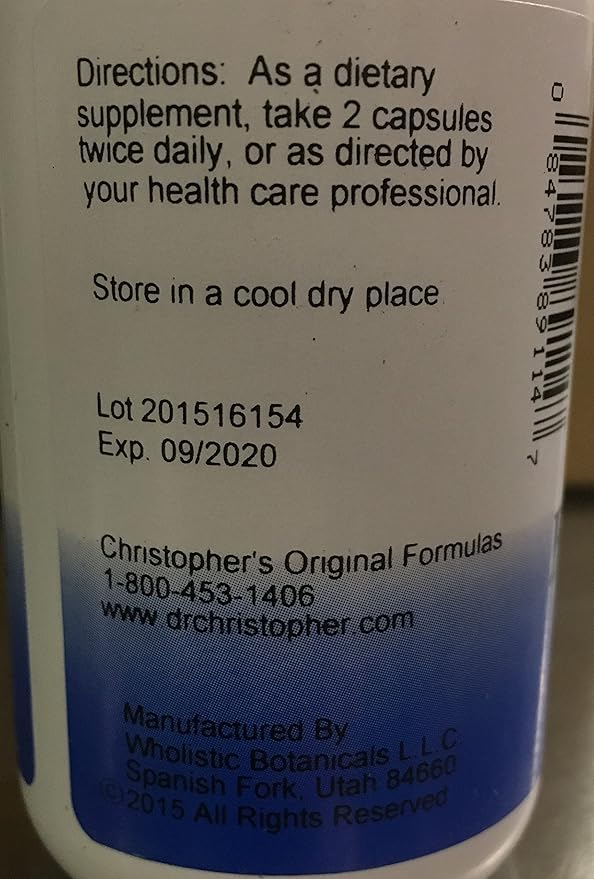 Directions: As a dietary
supplement, take 2 capsules
twice daily, or as directed by
your health care professional.
Store in a cool dry place
Lot 201516154
Exp. 09/2020
Christopher's Original Formulas
1-800-453-1406
www drchristopher.com
Manufactured By
Wholistic Botanicals L.L.C
Spanish Fork, Utah 84660
©2015 All Rights Reserved
0 84783 89114 7